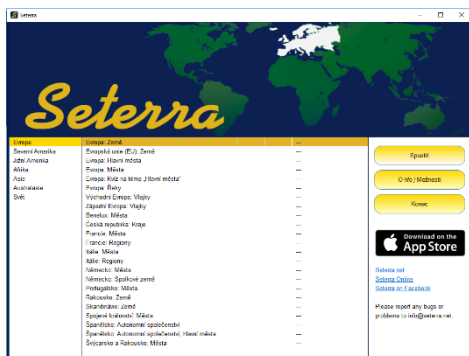 Seterra
Seterra
Evropa
Severní Amerika
Jižní Amerika
Afrika
Asie
Australasie
Svět
Evropa: Země
Evropská unie (EU): Země
Evropa: Hlavní města
Evropa: Města
Evropa: Kvíz na téma „Hlavní města"
Evropa: Řeky
Východní Evropa: Vlajky
Západní Evropa: Vlajky
Benelux: Města
Česká republika: Kraje
Francie: Města
Francie: Regiony
Itálie: Města
Itálie: Regiony
Německo: Města
Německo: Spolkové země
Portugalsko: Města
Rakousko: Země
Skandinávie: Země
Spojené království: Města
Španělsko: Autonomní společenství
Španělsko: Autonomní společenství, Hlavní města
Švýcarsko a Rakousko: Města
Spustit
O hře / Možnosti
Konec
Download on the
App Store
Seterra.net
Seterra Online
Seterra on Facebook
Please report any bugs or
problems to info@seterra.net